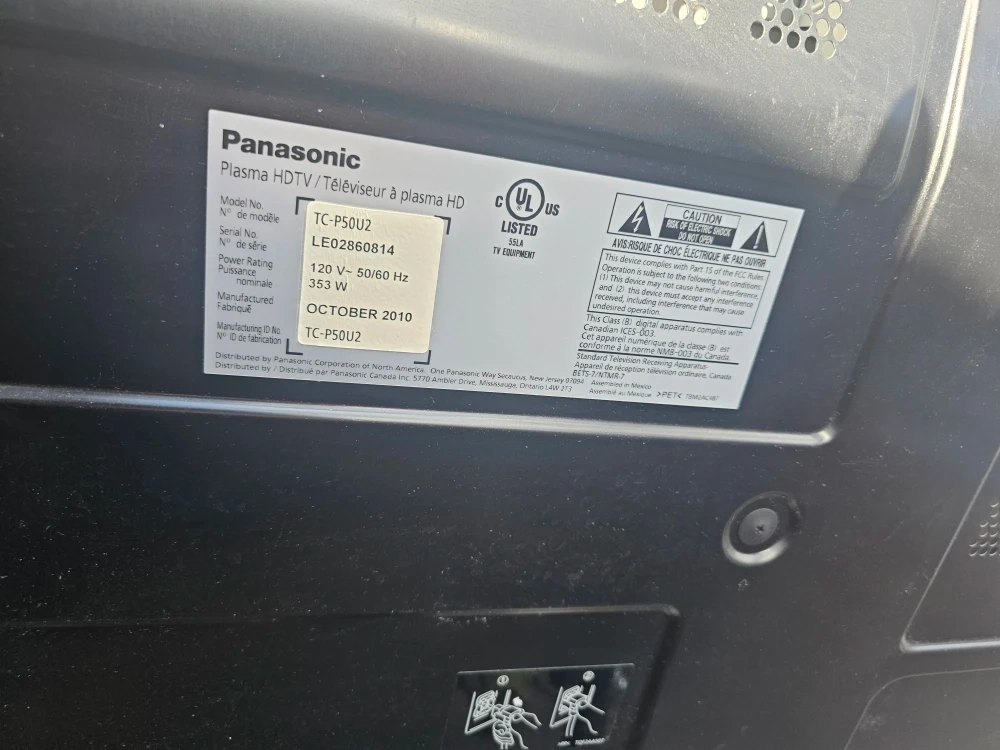 Panasonic
Plasma HDTV / Téléviseur à plasma HD
Model No.
N° de modèle
TC-P50U2
Serial No.
N° de série
LE02860814
Power Rating
Puissance
nominale
120 V~ 50/60 Hz
353 W
Manufactured
Fabriqué
OCTOBER 2010
Manufacturing ID No.
N° ID de fabrication
TC-P50U2
C UL US
LISTED
55LA
TV EQUIPMENT
CAUTION
RISK OF ELECTRIC SHOCK
DO NOT OPEN
AVIS:RISQUE DE CHOC ÉLECTRIQUE NE PAS OUVRIR
This device complies with Part 15 of the FCC Rules.
Operation is subject to the following two conditions:
(1) This device may not cause harmful interference,
and (2) this device must accept any interference
received, including interference that may cause
undesired operation.
This Class (B) digital apparatus complies with
Canadian ICES-003.
Cet appareil numérique de la classe (B) est
conforme à la norme NMB-003 du Canada.
Standard Television Receiving Apparatus-
Appareil de réception télévision ordinaire, Canada
BETS-7/NTMR-7
Assembled in Mexico
Assemblé au Mexique >PET<
Distributed by Panasonic Corporation of North America. One Panasonic Way Secaucus, New Jersey 07094
Distributed by / Distribué par Panasonic Canada Inc. 5770 Ambler Drive, Mississauga, Ontario L4W 2T3